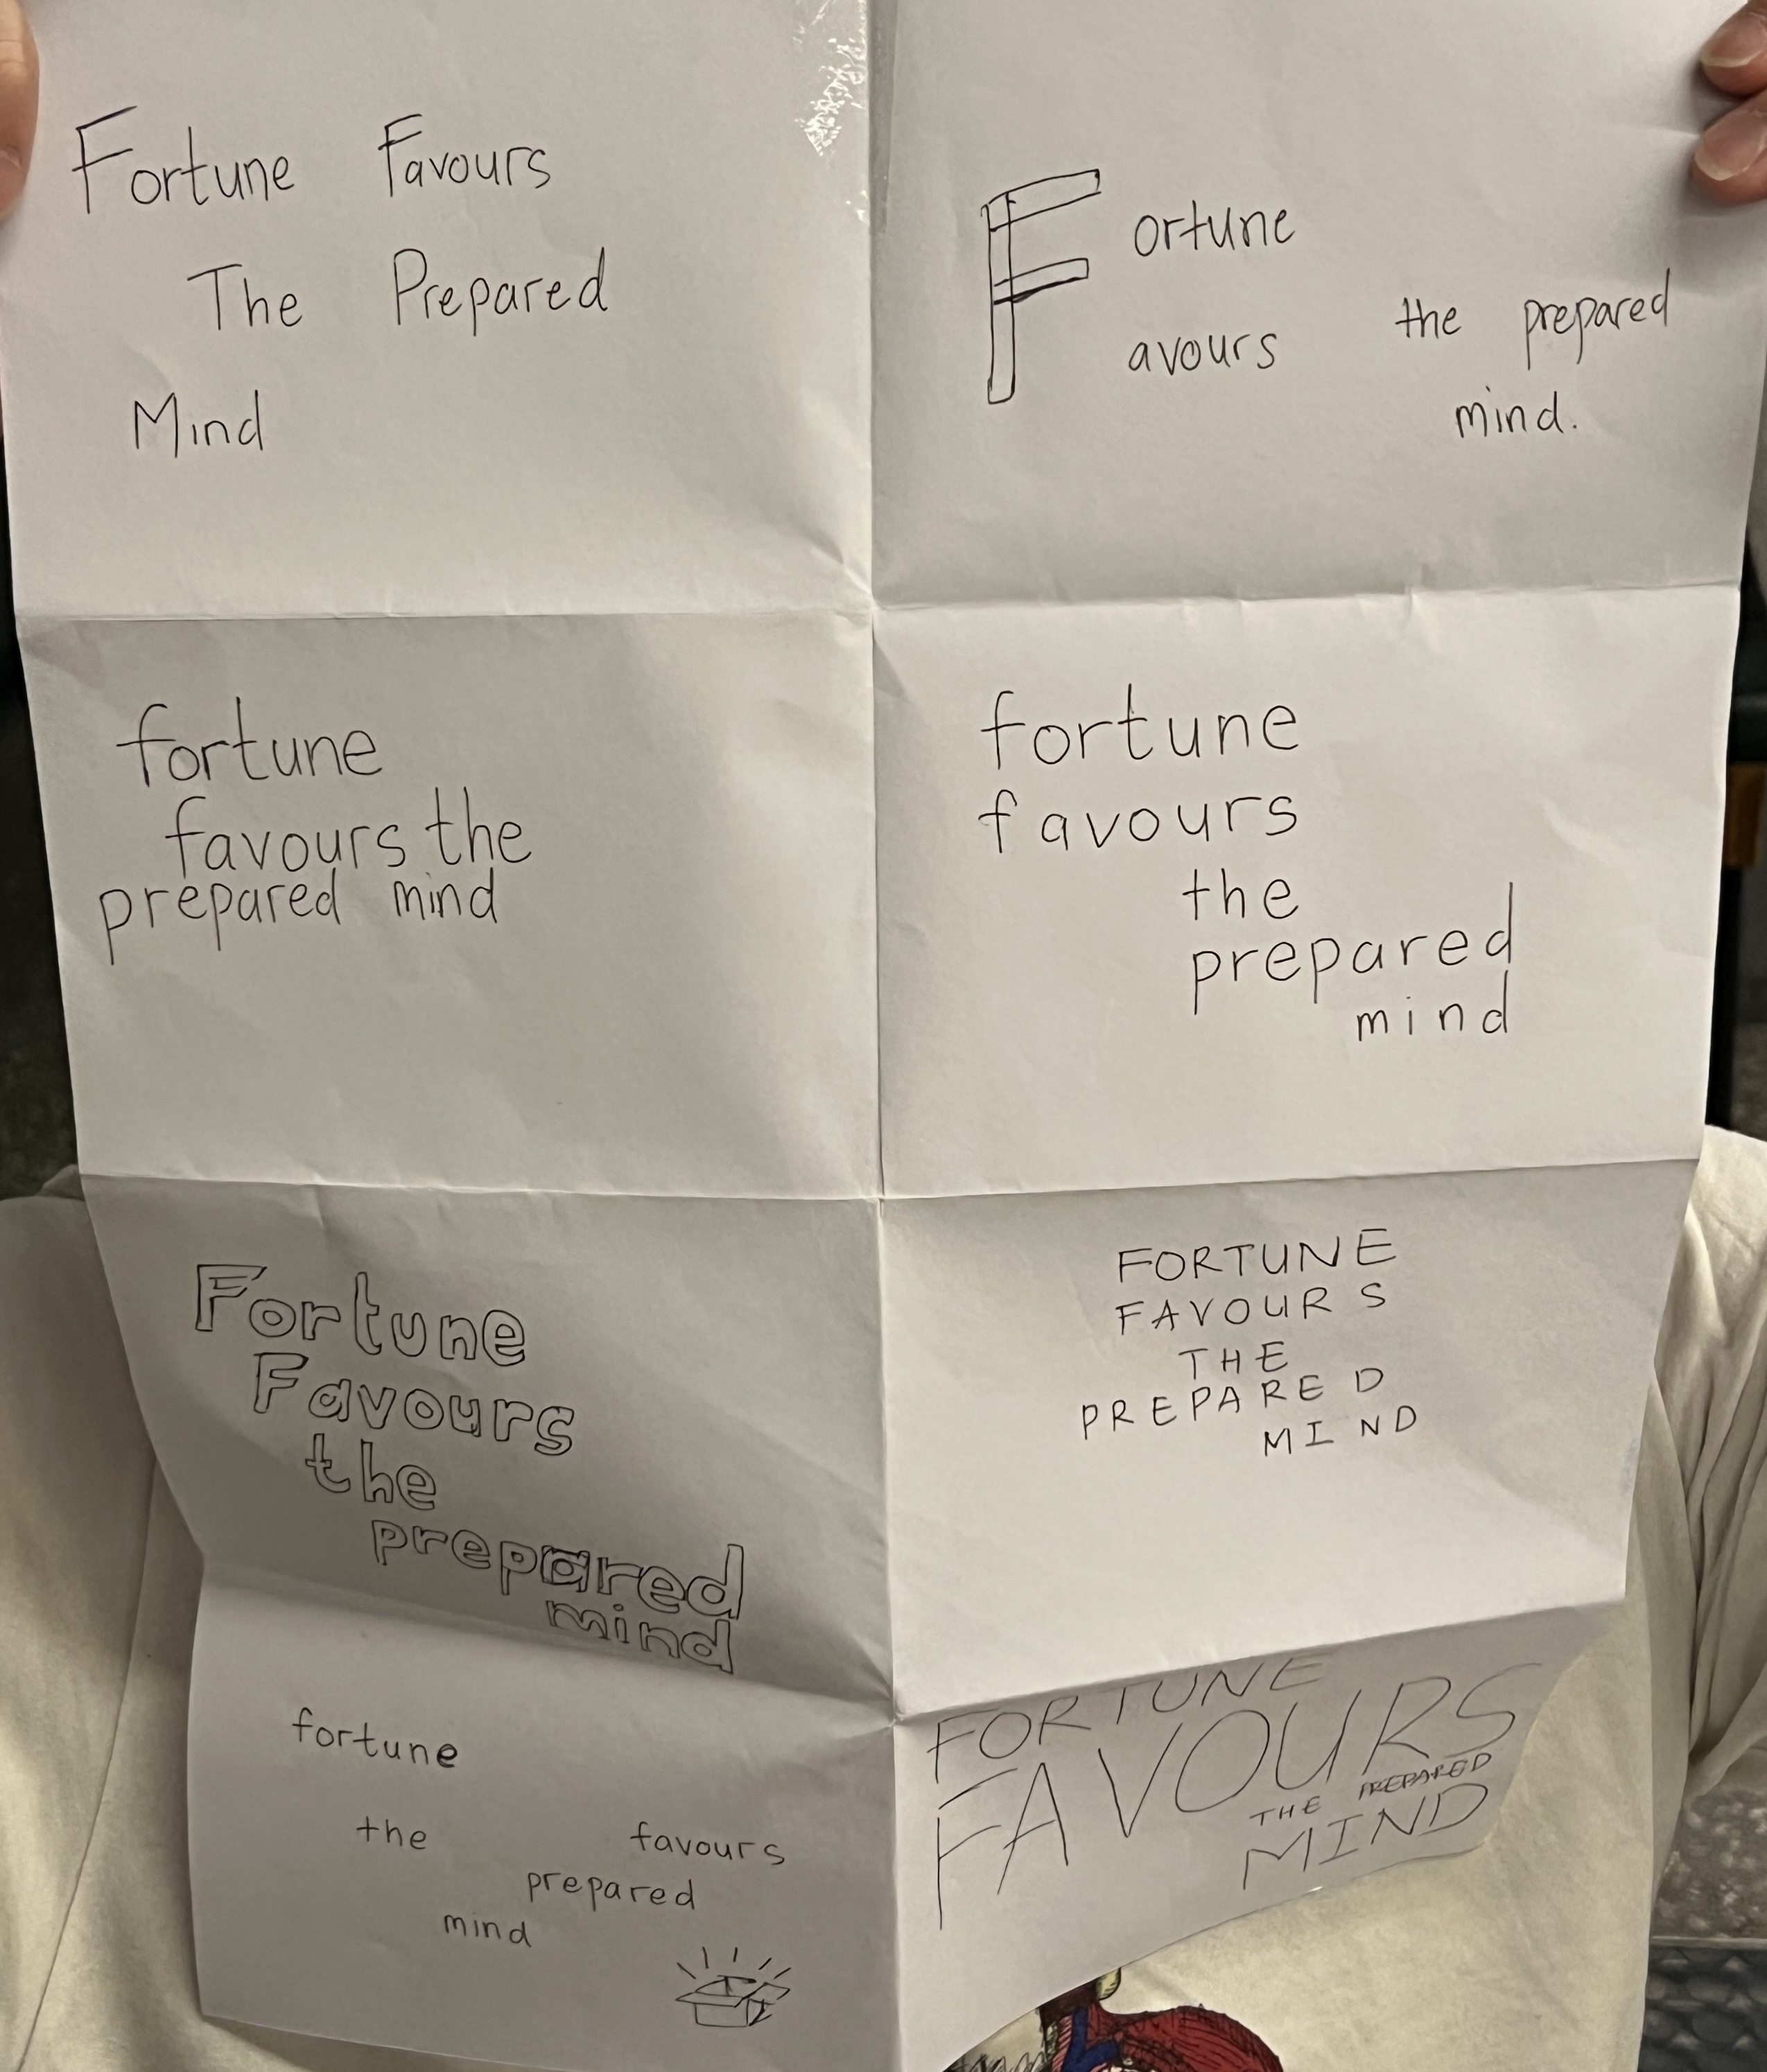 Fortune Favours
The Prepared
Mind
Fortune
avours
the prepared
mind.
fortune
favours the
prepared mind
fortune
favours
the
prepared
mind
Fortune
Favours
the
prepared
mind
FORTUNE
FAVOURS
THE
PREPARED
MIND
fortune
the favours
prepared
mind
FORTUNE
FAVOURS
THE PREPARED
MIND